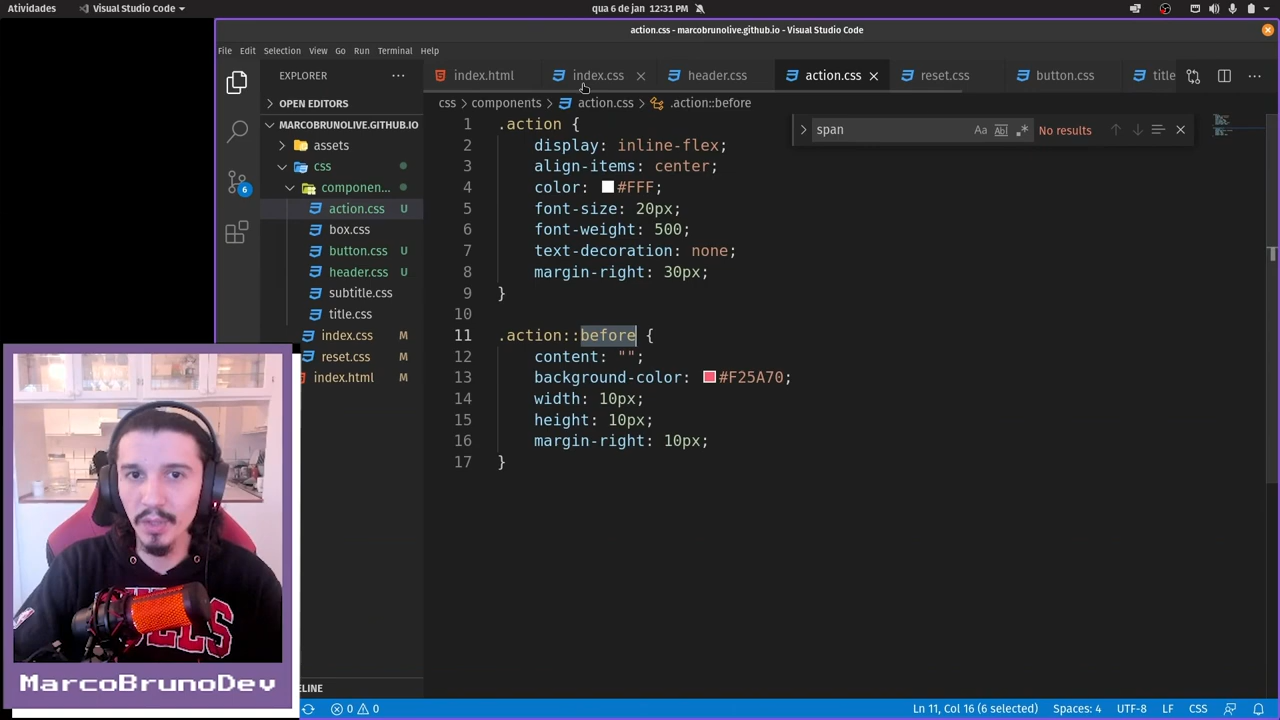 Atividades
Visual Studio Code
qua 6 de jan 12:31 PM
action.css - marcobrunolive.github.io - Visual Studio Code
File Edit Selection View Go Run Terminal Help
EXPLORER
index.html
index.css
header.css
action.css
reset.css
button.css
title
OPEN EDITORS
css > components > action.css > .action::before
MARCOBRUNOLIVE.GITHUB.IO
assets
css
componen...
action.css U
box.css
button.css U
header.css U
subtitle.css
title.css
index.css M
reset.css M
index.html M
6
span
Aa
Abl
No results
1 .action {
2 display: inline-flex;
3 align-items: center;
4 color: #FFF;
5 font-size: 20px;
6 font-weight: 500;
7 text-decoration: none;
8 margin-right: 30px;
9 }
10
11 .action::before {
12 content: "";
13 background-color: #F25A70;
14 width: 10px;
15 height: 10px;
16 margin-right: 10px;
17 }
MarcoBrunoDev
LINE
0 0
Ln 11, Col 16 (6 selected)
Spaces: 4
UTF-8
LF
CSS